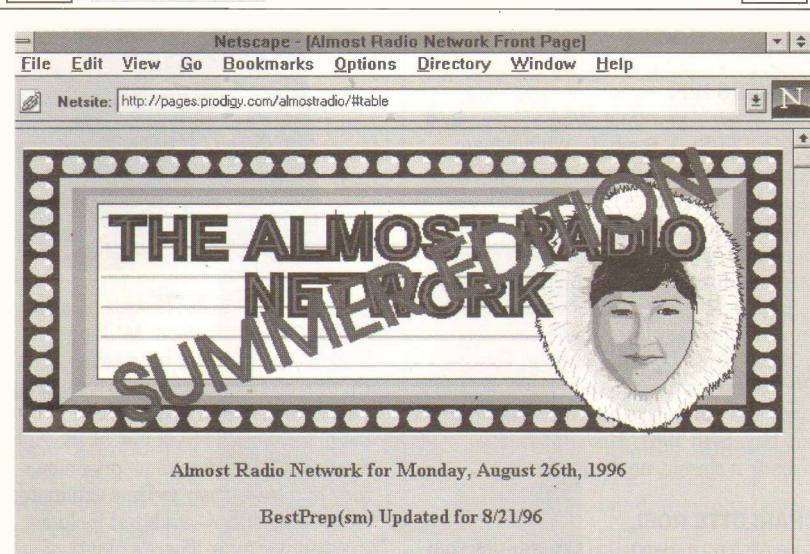 Netscape - [Almost Radio Network Front Page]
File Edit View Go Bookmarks Options Directory Window Help
Netsite: http://pages.prodigy.com/almostradio/#table
N
THE ALMOST RADIO
NETWORK
SUMMER EDITION
Almost Radio Network for Monday, August 26th, 1996
BestPrep(sm) Updated for 8/21/96